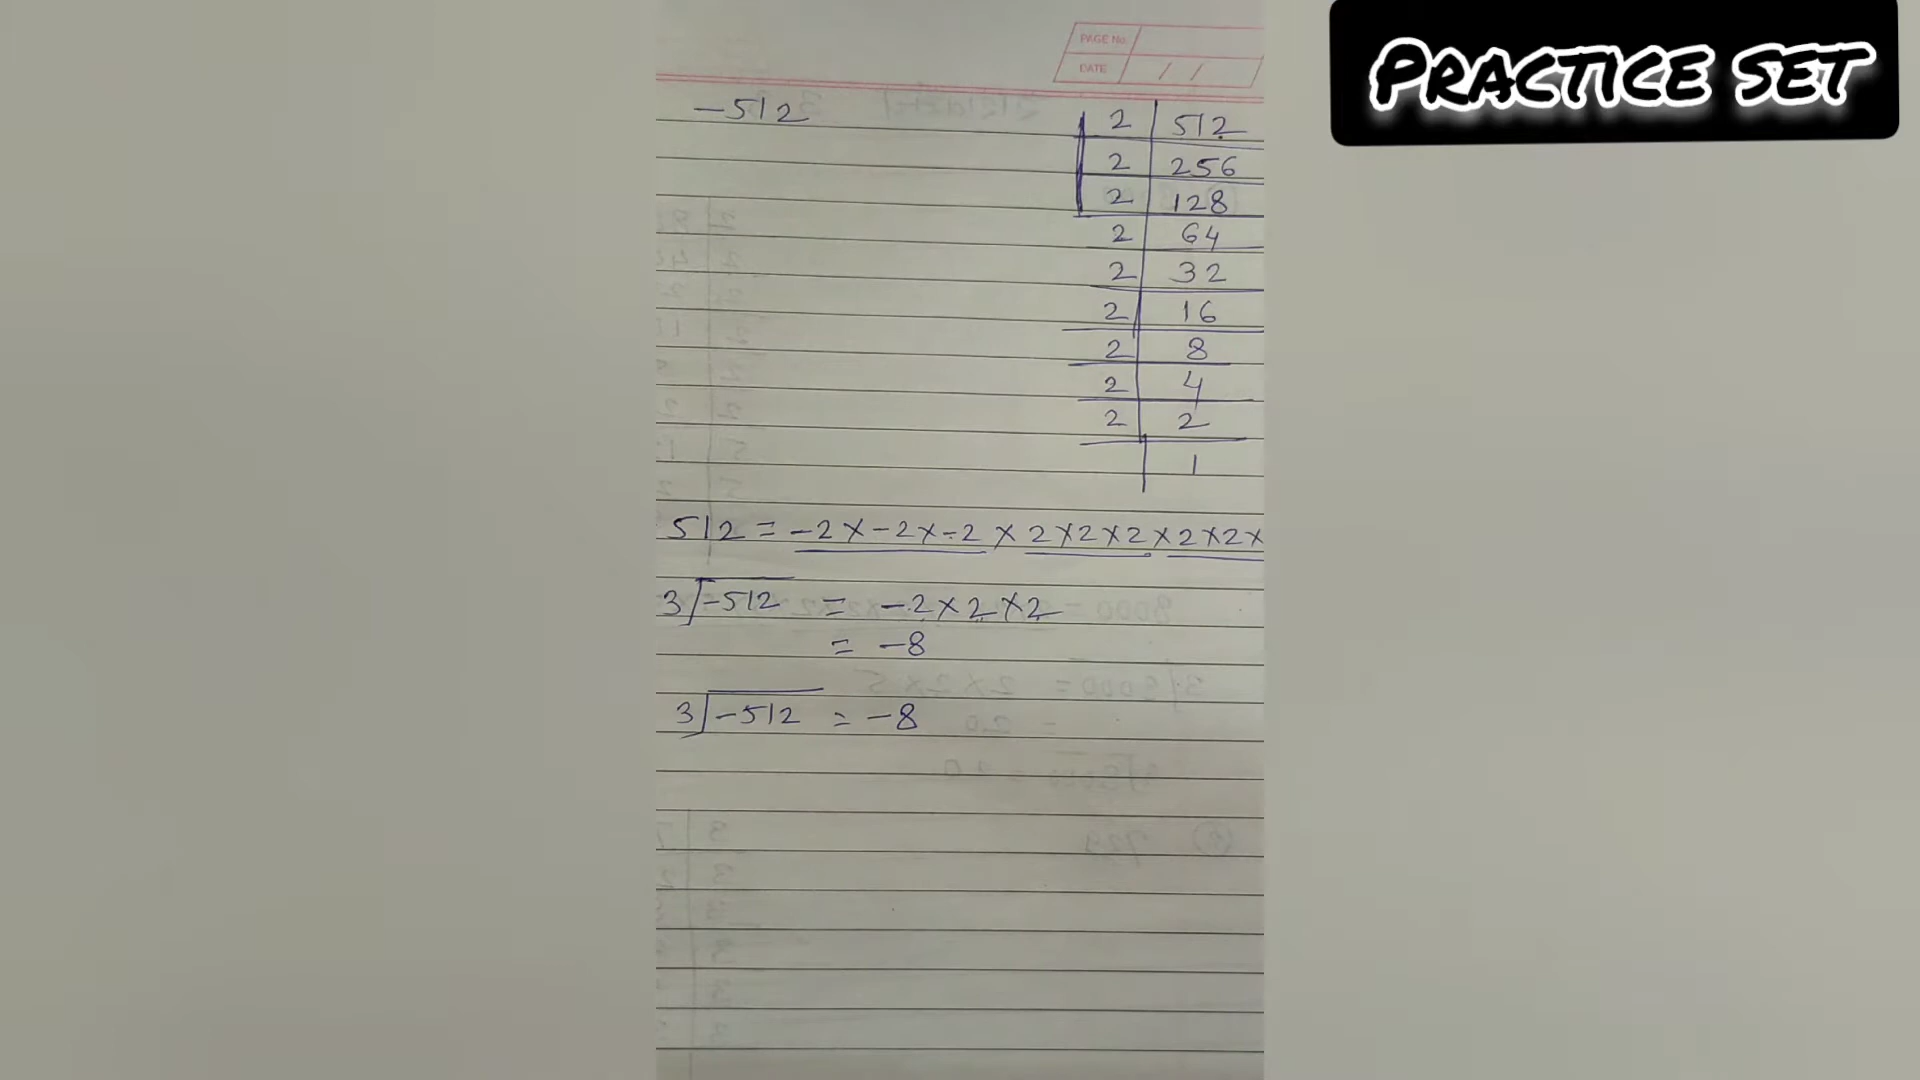 PRACTICE SET
PAGE No.
DATE / /
-512
2 | 512
2 | 256
2 | 128
2 | 64
2 | 32
2 | 16
2 | 8
2 | 4
2 | 2
1
512 = -2 × -2 × -2 × 2×2×2 × 2×2×
3√-512 = -2 × 2 × 2
= -8
3√-512 = -8